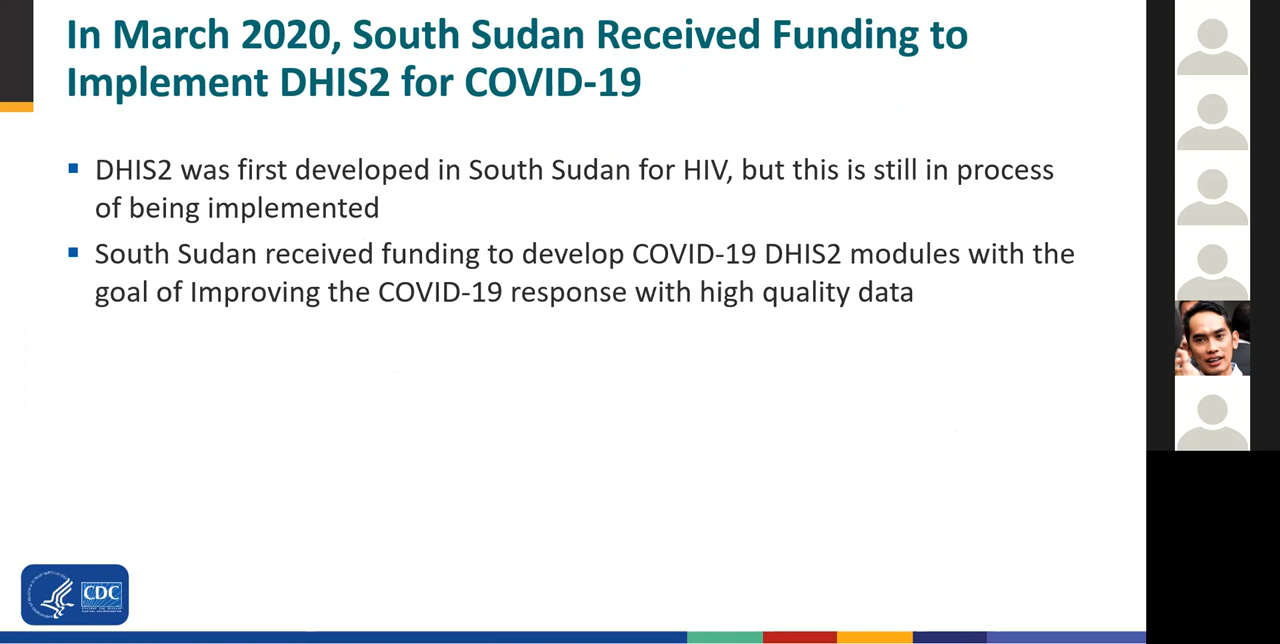 In March 2020, South Sudan Received Funding to
Implement DHIS2 for COVID-19
DHIS2 was first developed in South Sudan for HIV, but this is still in process
of being implemented
South Sudan received funding to develop COVID-19 DHIS2 modules with the
goal of Improving the COVID-19 response with high quality data
CDC